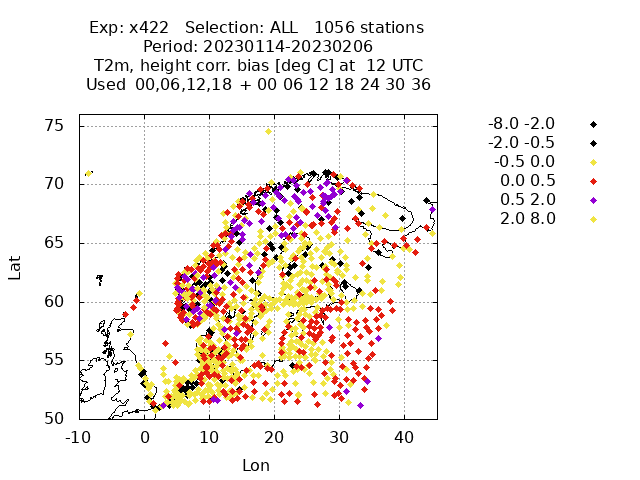 Exp: x422 Selection: ALL 1056 stations
Period: 20230114-20230206
T2m, height corr. bias [deg C] at 12 UTC
Used 00,06,12,18 + 00 06 12 18 24 30 36
-8.0 -2.0
-2.0 -0.5
-0.5 0.0
0.0 0.5
0.5 2.0
2.0 8.0
75
70
65
60
55
50
Lat
-10 0 10 20 30 40
Lon